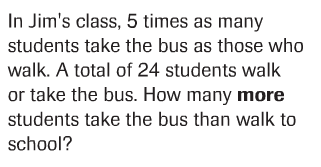 In Jim's class, 5 times as many
students take the bus as those who
walk. A total of 24 students walk
or take the bus. How many more
students take the bus than walk to
school?